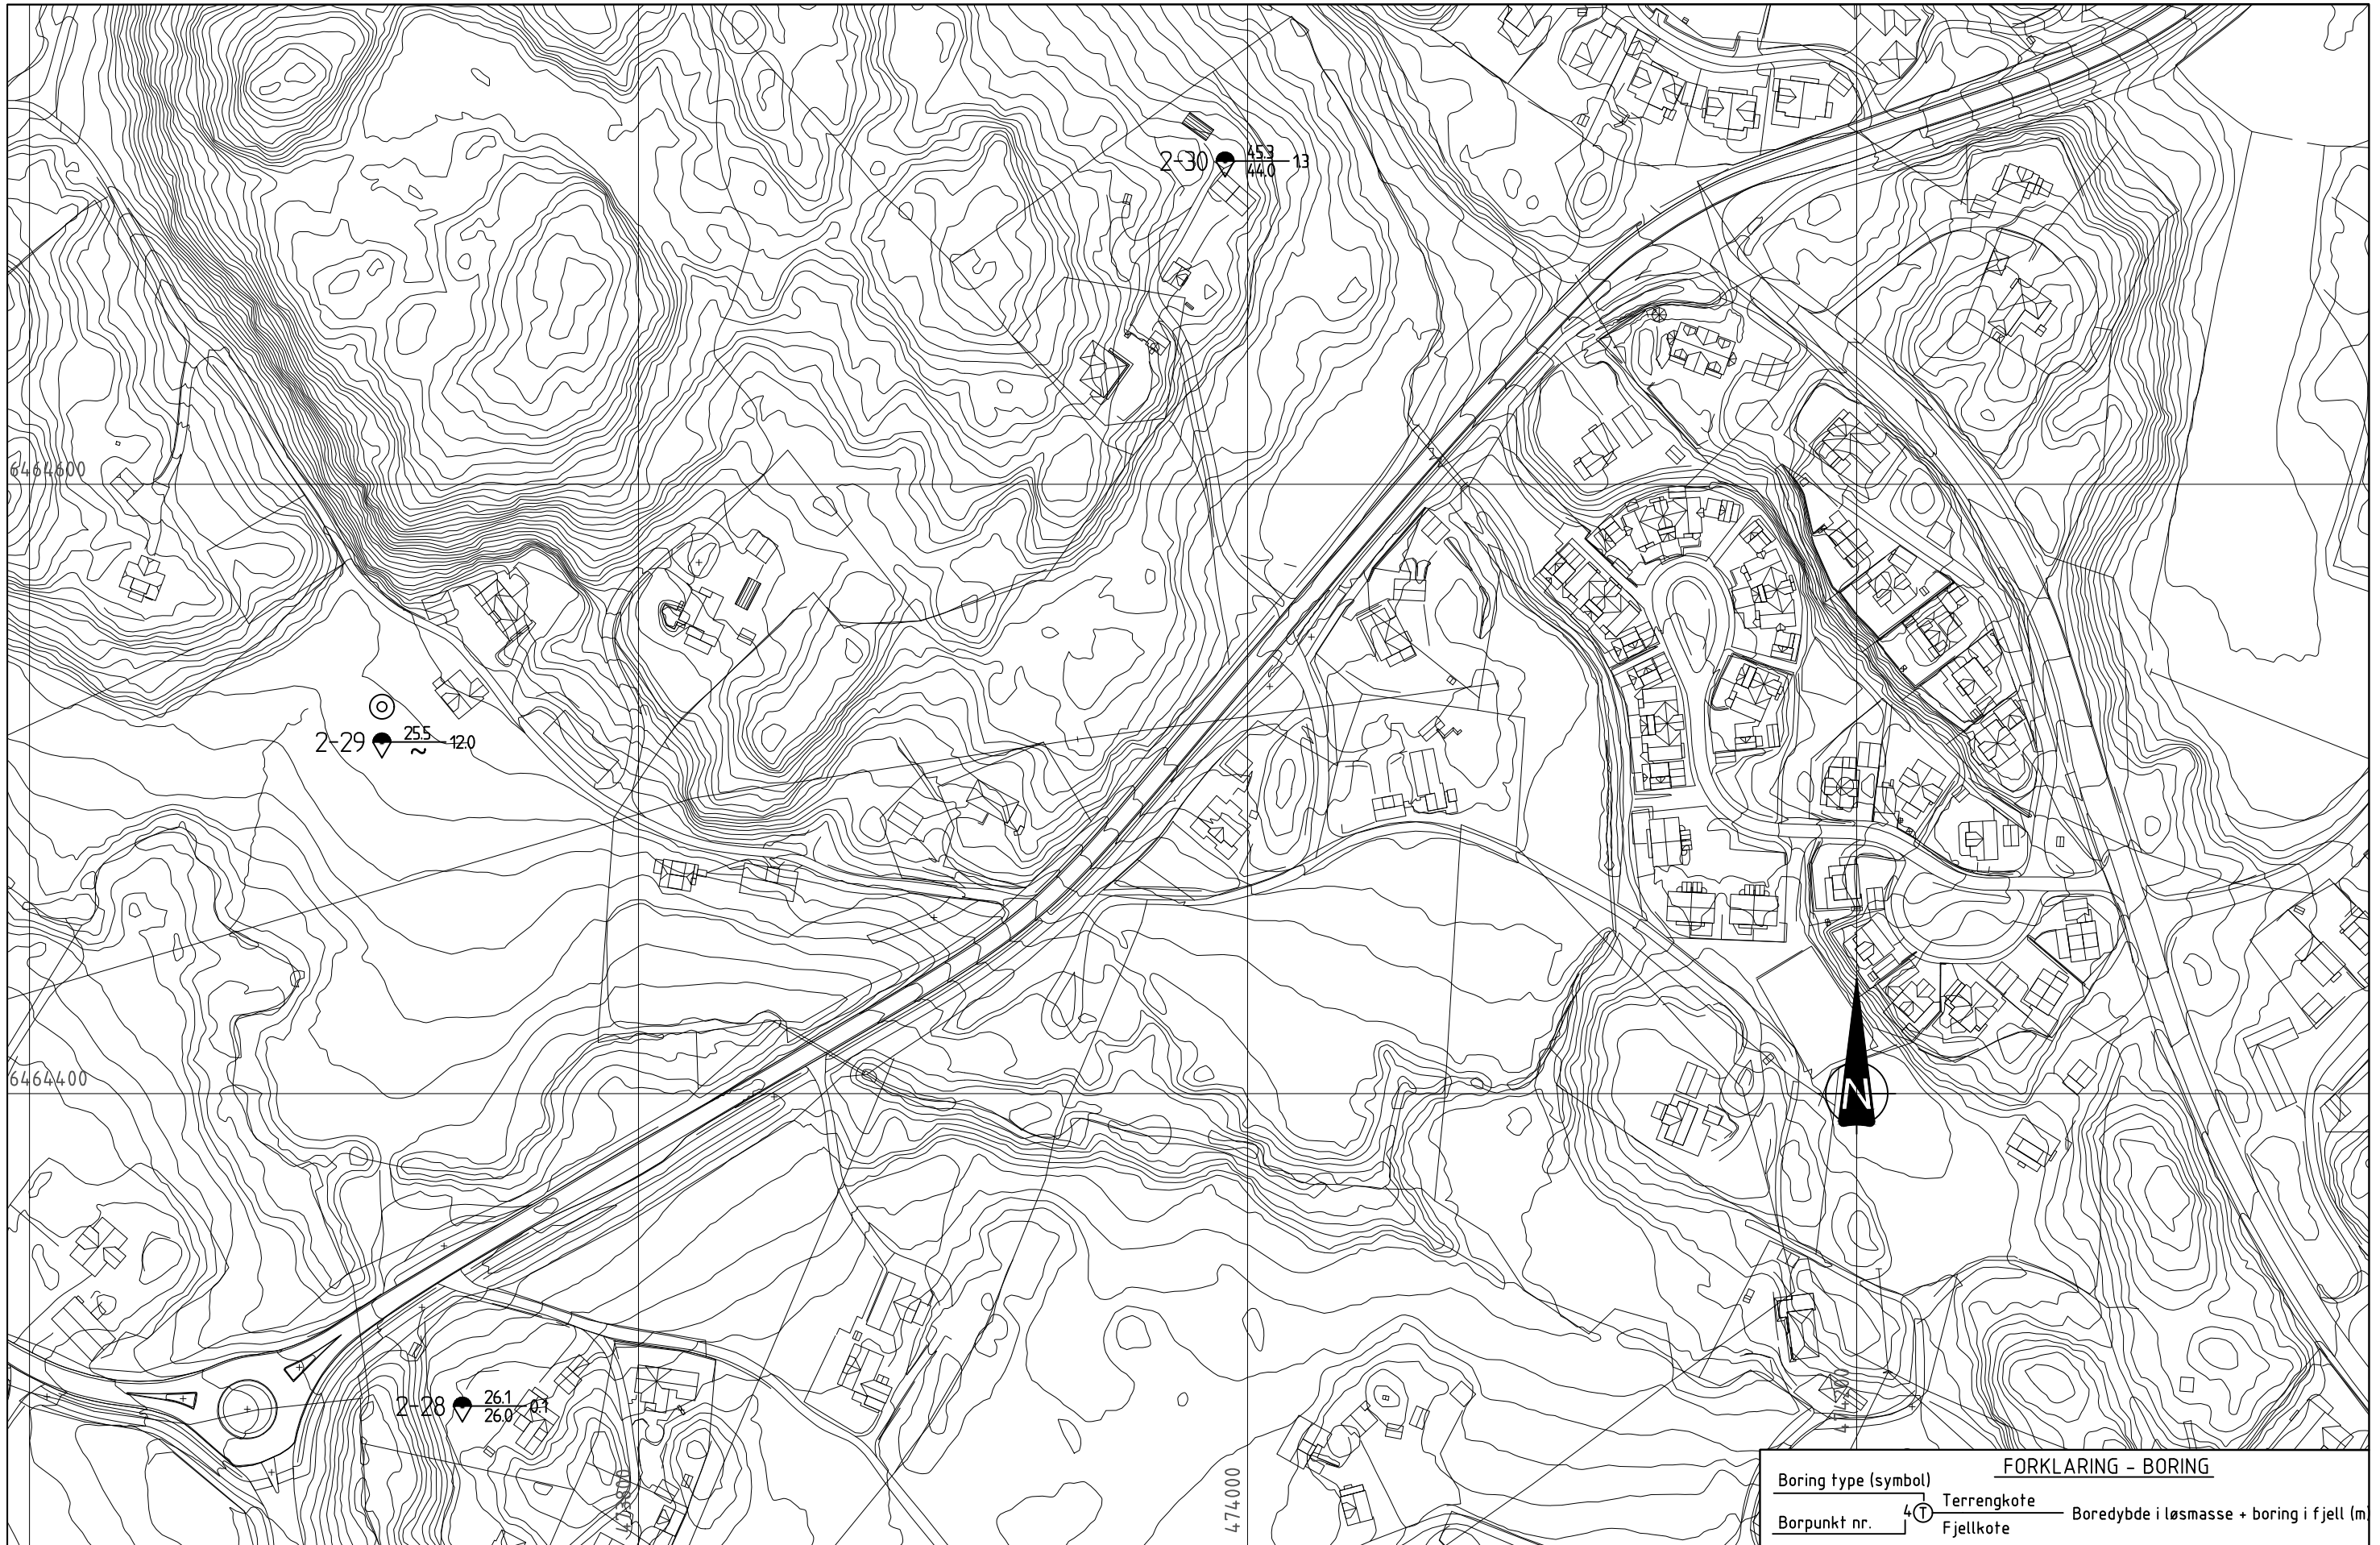 2-30 45.3 1.3
44.0
6464600
2-29 25.5 12.0
~
6464400
N
2-28 26.1 0.1
26.0
473800
474000
FORKLARING - BORING
Boring type (symbol)
Terrengkote
4 T Boredybde i løsmasse + boring i fjell (m
Borpunkt nr.
Fjellkote